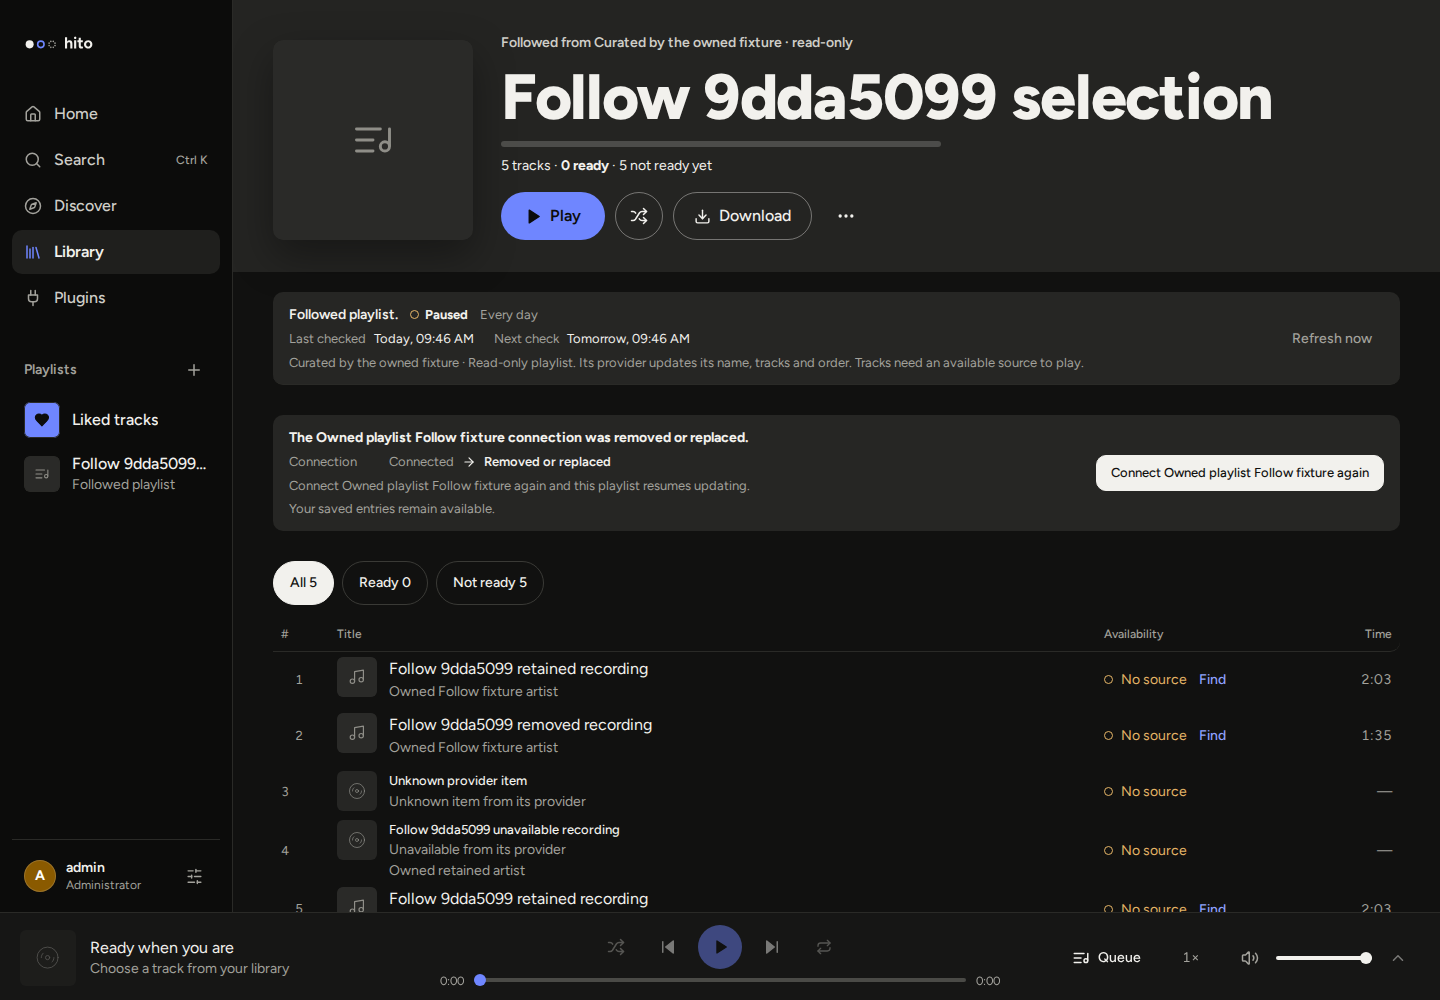 hito
Home
Search Ctrl K
Discover
Library
Plugins
Playlists
Liked tracks
Follow 9dda5099...
Followed playlist
A
admin
Administrator
Followed from Curated by the owned fixture · read-only
Follow 9dda5099 selection
5 tracks · 0 ready · 5 not ready yet
Play
Download
Followed playlist. Paused Every day
Last checked Today, 09:46 AM Next check Tomorrow, 09:46 AM
Refresh now
Curated by the owned fixture · Read-only playlist. Its provider updates its name, tracks and order. Tracks need an available source to play.
The Owned playlist Follow fixture connection was removed or replaced.
Connection Connected → Removed or replaced
Connect Owned playlist Follow fixture again and this playlist resumes updating.
Your saved entries remain available.
Connect Owned playlist Follow fixture again
All 5 Ready 0 Not ready 5
# Title Availability Time
1 Follow 9dda5099 retained recording No source Find 2:03
Owned Follow fixture artist
2 Follow 9dda5099 removed recording No source Find 1:35
Owned Follow fixture artist
3 Unknown provider item No source —
Unknown item from its provider
4 Follow 9dda5099 unavailable recording No source —
Unavailable from its provider
Owned retained artist
5 Follow 9dda5099 retained recording No source Find 2:03
Ready when you are
Choose a track from your library
0:00 0:00
Queue 1×